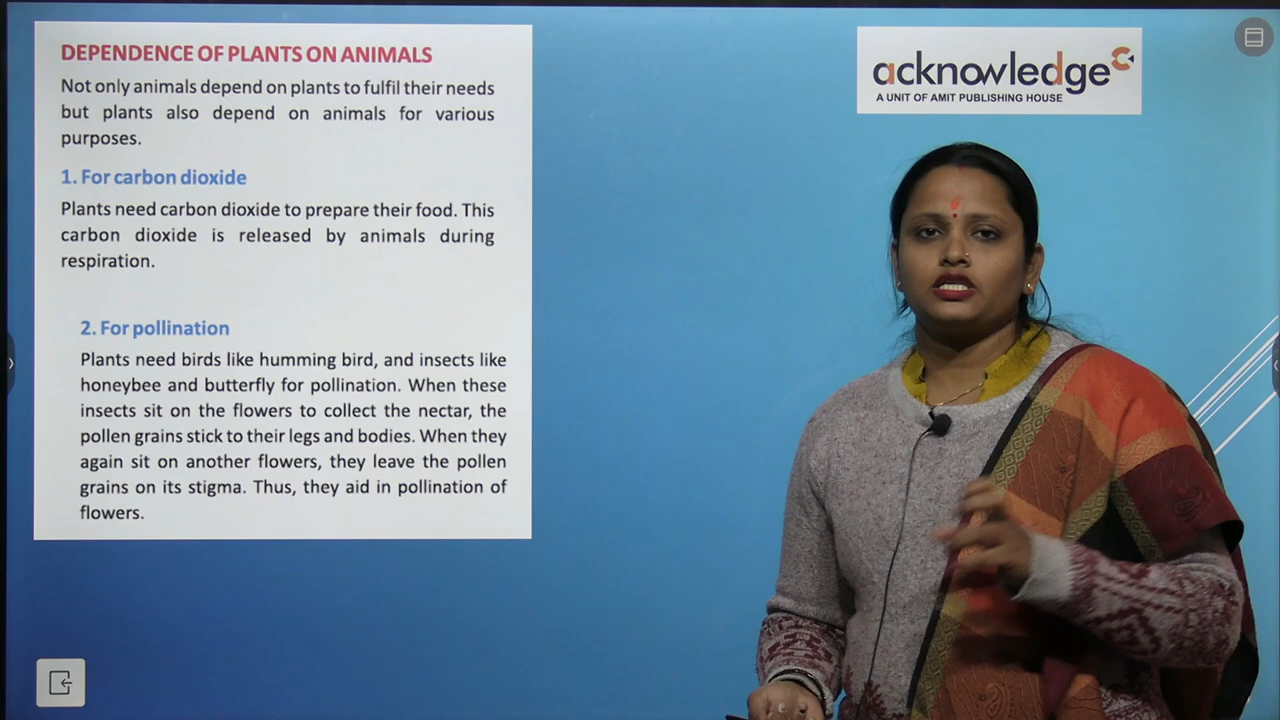 DEPENDENCE OF PLANTS ON ANIMALS
Not only animals depend on plants to fulfil their needs
but plants also depend on animals for various
purposes.
1. For carbon dioxide
Plants need carbon dioxide to prepare their food. This
carbon dioxide is released by animals during
respiration.
2. For pollination
Plants need birds like humming bird, and insects like
honeybee and butterfly for pollination. When these
insects sit on the flowers to collect the nectar, the
pollen grains stick to their legs and bodies. When they
again sit on another flowers, they leave the pollen
grains on its stigma. Thus, they aid in pollination of
flowers.
acknowledge
A UNIT OF AMIT PUBLISHING HOUSE